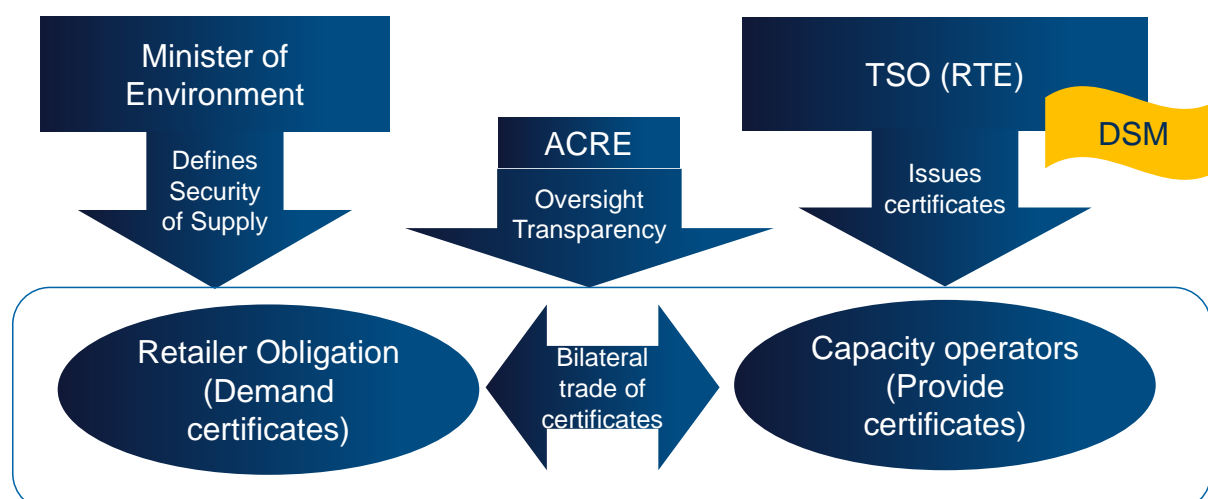 Minister of
Environment
Defines
Security
of Supply
ACRE
Oversight
Transparency
TSO (RTE)
DSM
Issues
certificates
Retailer Obligation
(Demand
certificates)
Bilateral
trade of
certificates
Capacity operators
(Provide
certificates)